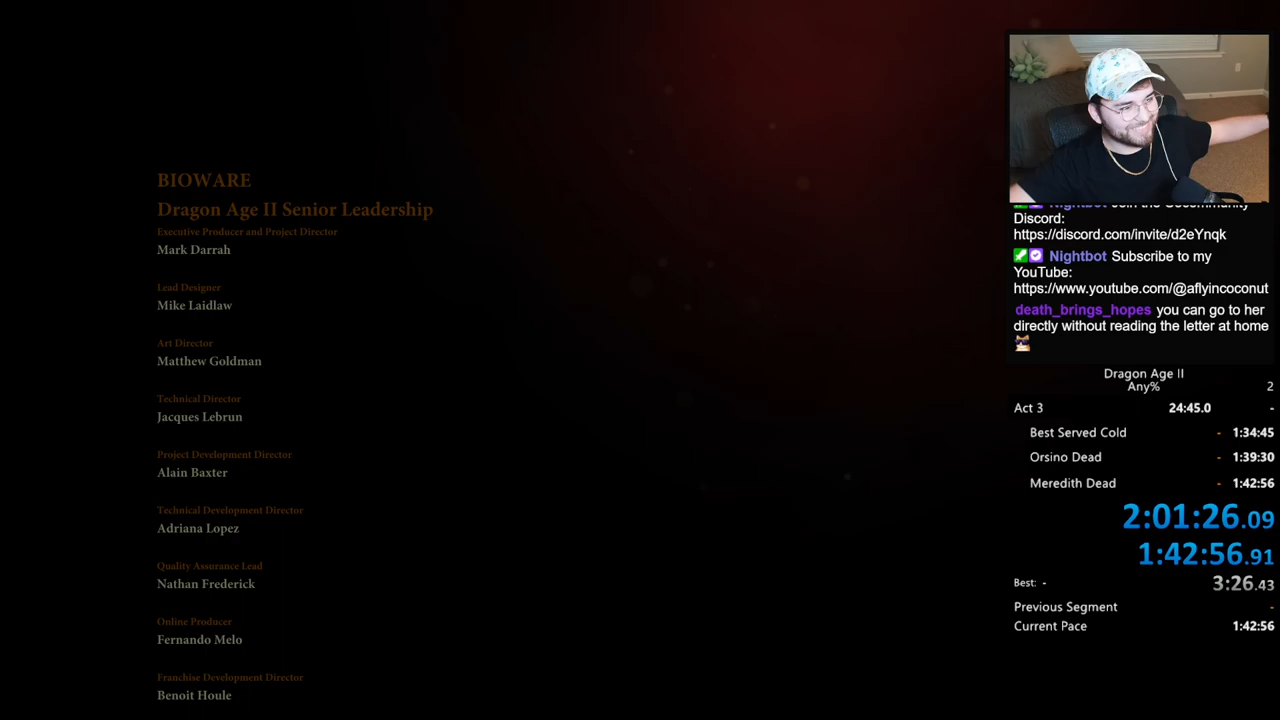 BIOWARE
Dragon Age II Senior Leadership
Executive Producer and Project Director
Mark Darrah
Lead Designer
Mike Laidlaw
Art Director
Matthew Goldman
Technical Director
Jacques Lebrun
Project Development Director
Alain Baxter
Technical Development Director
Adriana Lopez
Quality Assurance Lead
Nathan Frederick
Online Producer
Fernando Melo
Franchise Development Director
Benoit Houle
Nightbot Join the Cocommunity
Discord:
https://discord.com/invite/d2eYnqk
Nightbot Subscribe to my
YouTube:
https://www.youtube.com/@aflyincoconut
death_brings_hopes you can go to her
directly without reading the letter at home
Dragon Age II
Any% 2
Act 3 24:45.0 -
Best Served Cold - 1:34:45
Orsino Dead - 1:39:30
Meredith Dead - 1:42:56
2:01:26.09
1:42:56.91
Best: - 3:26.43
Previous Segment -
Current Pace 1:42:56